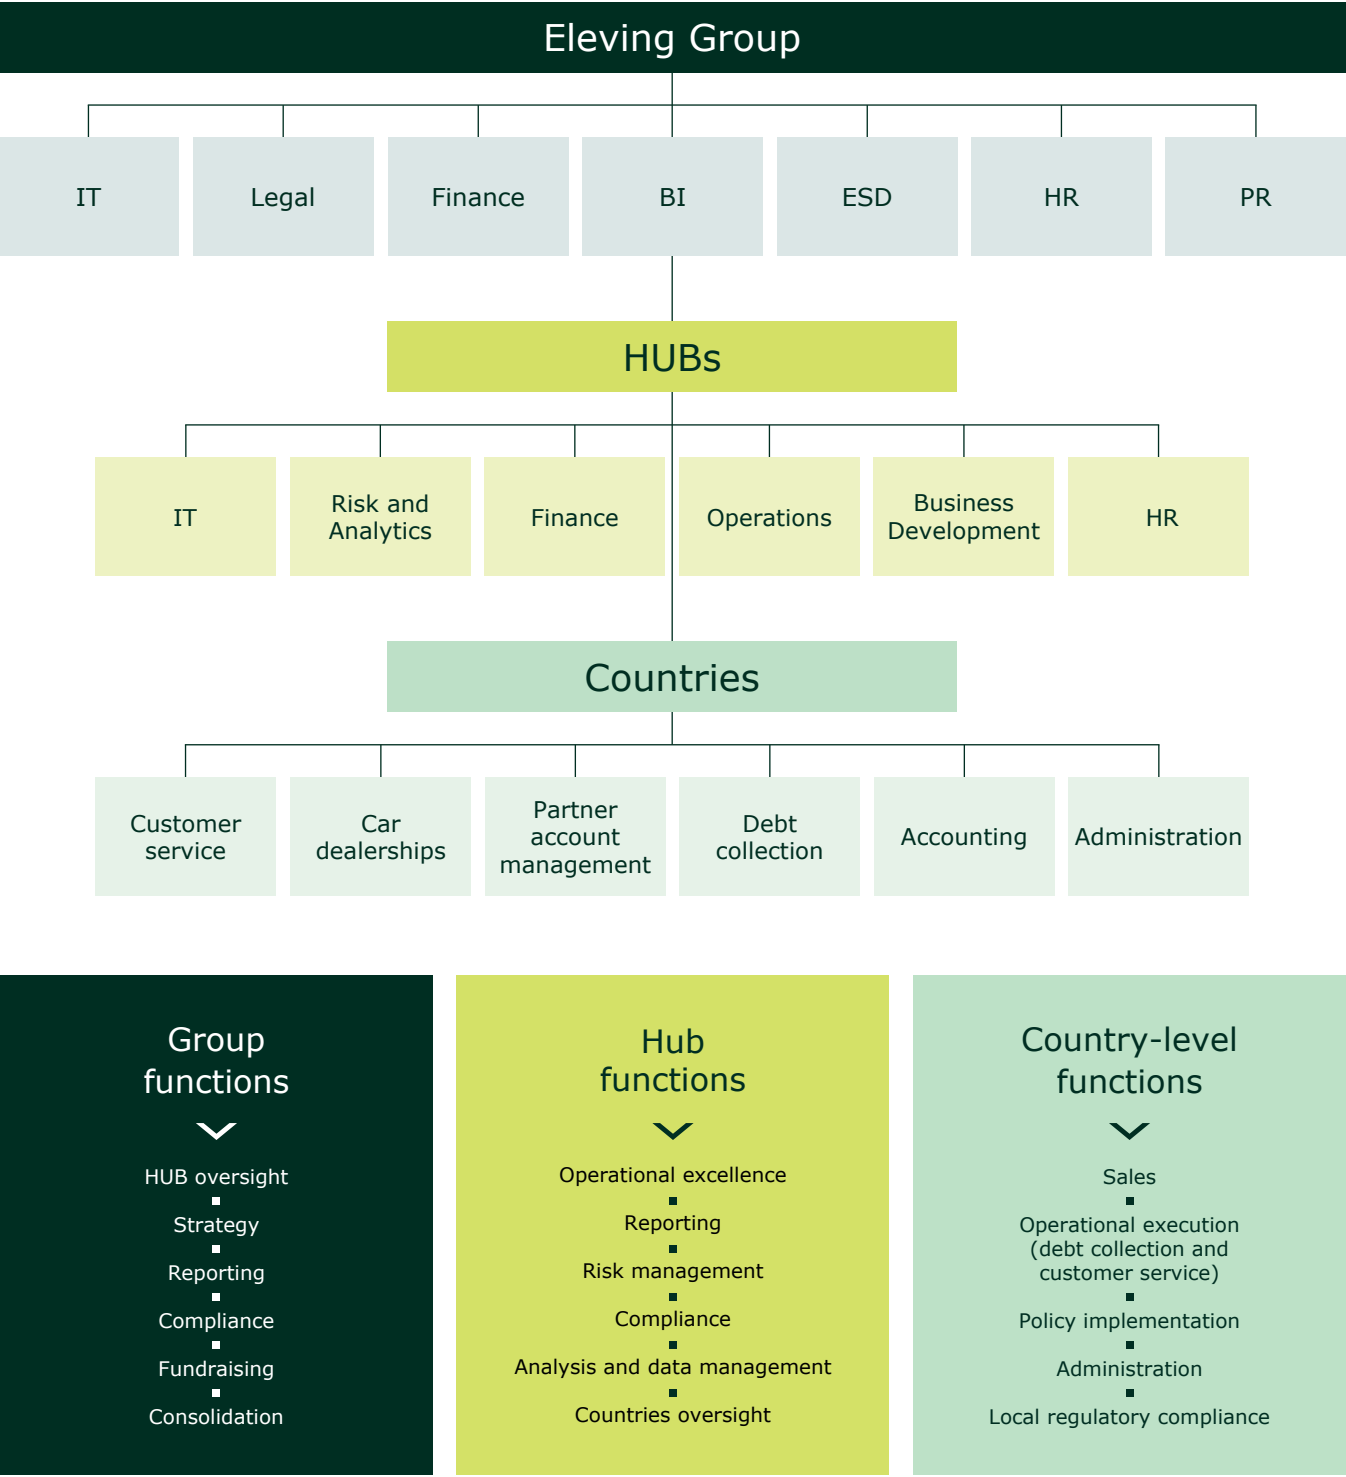 Eleving Group
IT
Legal
Finance
BI
ESD
HR
PR
HUBs
IT
Risk and
Analytics
Finance
Operations
Business
Development
HR
Countries
Customer
service
Car
dealerships
Partner
account
management
Debt
collection
Accounting
Administration
Group
functions
HUB oversight
Strategy
Reporting
Compliance
Fundraising
Consolidation
Hub
functions
Operational excellence
Reporting
Risk management
Compliance
Analysis and data management
Countries oversight
Country-level
functions
Sales
Operational execution
(debt collection and
customer service)
Policy implementation
Administration
Local regulatory compliance